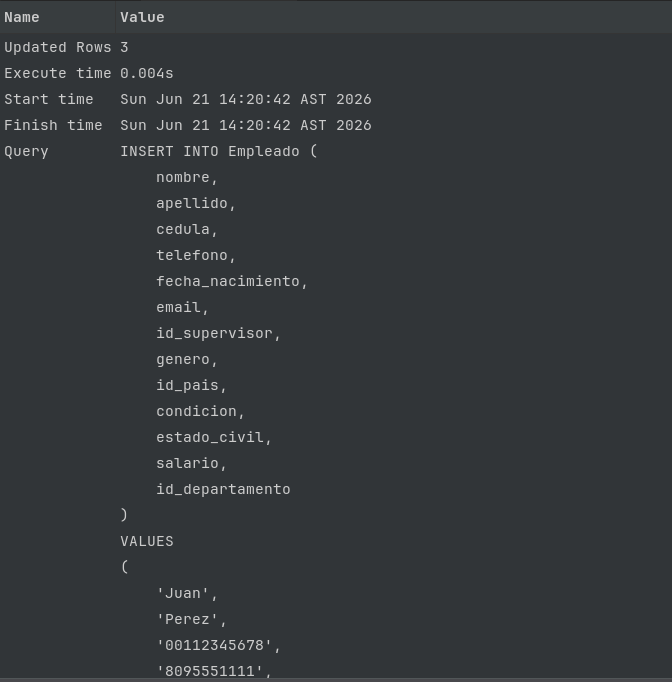 Name Value
Updated Rows 3
Execute time 0.004s
Start time Sun Jun 21 14:20:42 AST 2026
Finish time Sun Jun 21 14:20:42 AST 2026
Query INSERT INTO Empleado (
nombre,
apellido,
cedula,
telefono,
fecha_nacimiento,
email,
id_supervisor,
genero,
id_pais,
condicion,
estado_civil,
salario,
id_departamento
)
VALUES
(
'Juan',
'Perez',
'00112345678',
'8095551111',